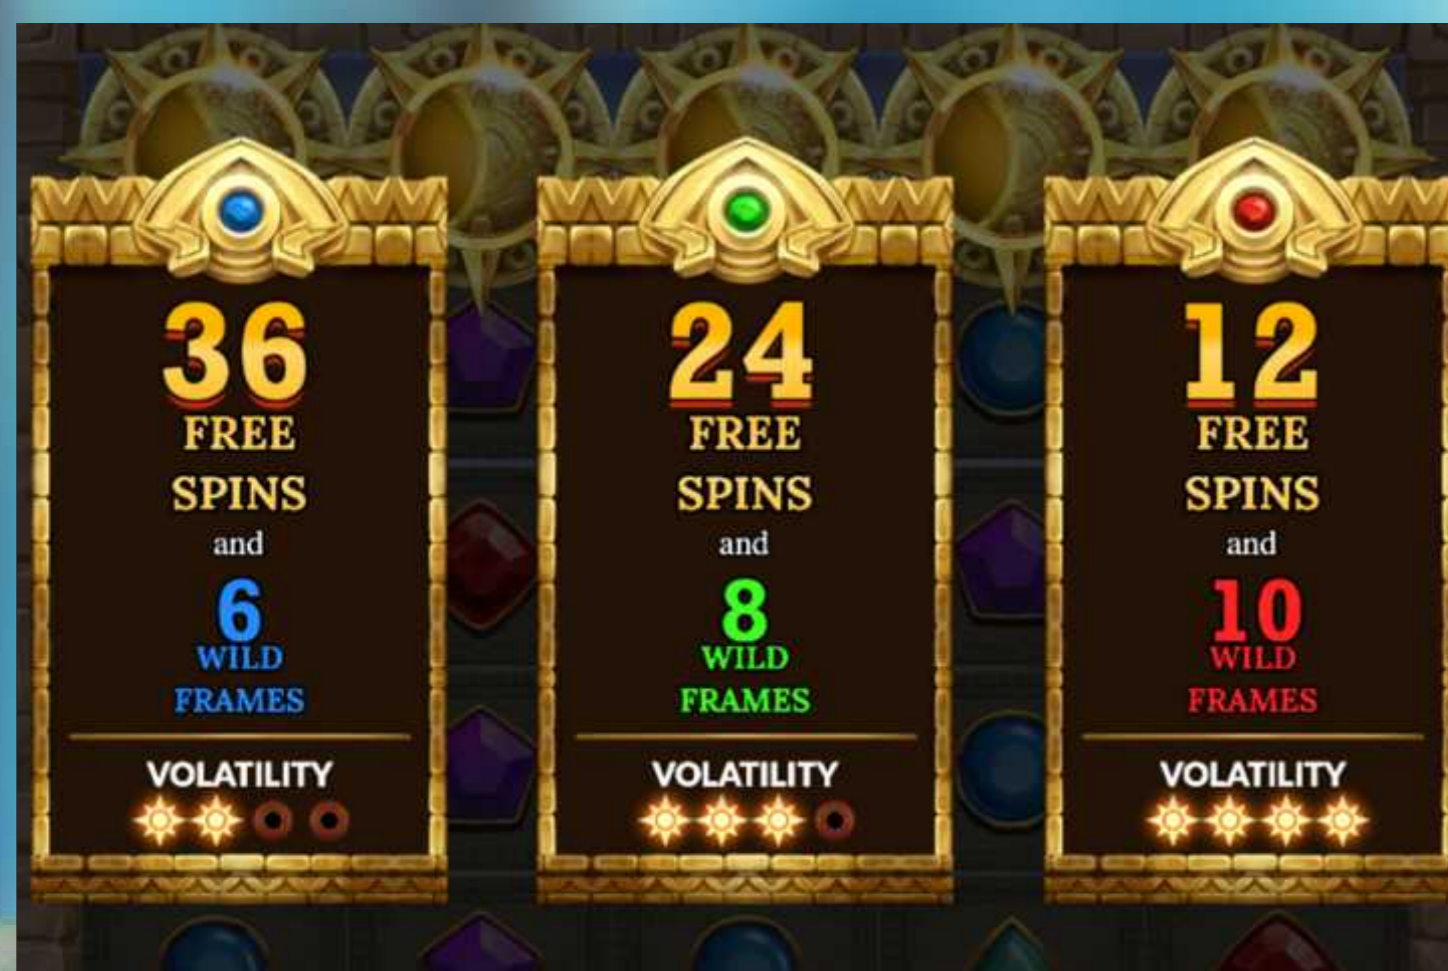 36
FREE
SPINS
and
6
WILD
FRAMES
VOLATILITY
24
FREE
SPINS
and
8
WILD
FRAMES
VOLATILITY
12
FREE
SPINS
and
10
WILD
FRAMES
VOLATILITY